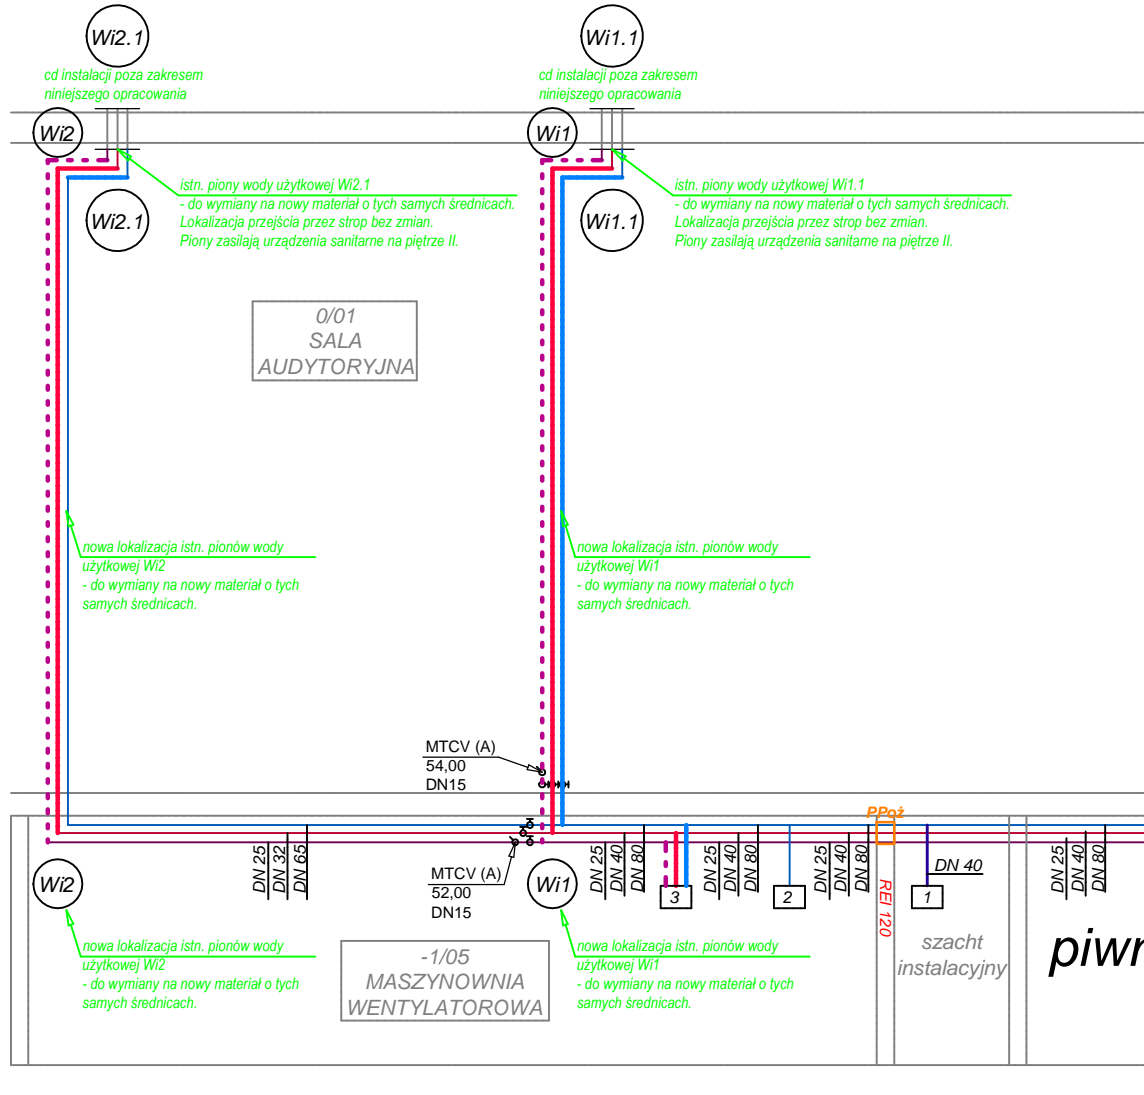 Wi2.1
Wi1.1
cd instalacji poza zakresem
niniejszego opracowania
cd instalacji poza zakresem
niniejszego opracowania
Wi2
Wi1
istn. piony wody użytkowej Wi2.1
- do wymiany na nowy materiał o tych samych średnicach.
Lokalizacja przejścia przez strop bez zmian.
Piony zasilają urządzenia sanitarne na piętrze II.
istn. piony wody użytkowej Wi1.1
- do wymiany na nowy materiał o tych samych średnicach.
Lokalizacja przejścia przez strop bez zmian.
Piony zasilają urządzenia sanitarne na piętrze II.
Wi2.1
Wi1.1
0/01
SALA
AUDYTORYJNA
nowa lokalizacja istn. pionów wody
użytkowej Wi2
- do wymiany na nowy materiał o tych
samych średnicach.
nowa lokalizacja istn. pionów wody
użytkowej Wi1
- do wymiany na nowy materiał o tych
samych średnicach.
MTCV (A)
54,00
DN15
PPoż
DN 25
DN 32
DN 65
MTCV (A)
52,00
DN15
DN 25
DN 40
DN 80
DN 25
DN 40
DN 80
DN 25
DN 40
DN 80
DN 40
DN 25
DN 40
DN 80
Wi2
Wi1
3
2
1
REI 120
nowa lokalizacja istn. pionów wody
użytkowej Wi2
- do wymiany na nowy materiał o tych
samych średnicach.
-1/05
MASZYNOWNIA
WENTYLATOROWA
nowa lokalizacja istn. pionów wody
użytkowej Wi1
- do wymiany na nowy materiał o tych
samych średnicach.
szacht
instalacyjny
piwn